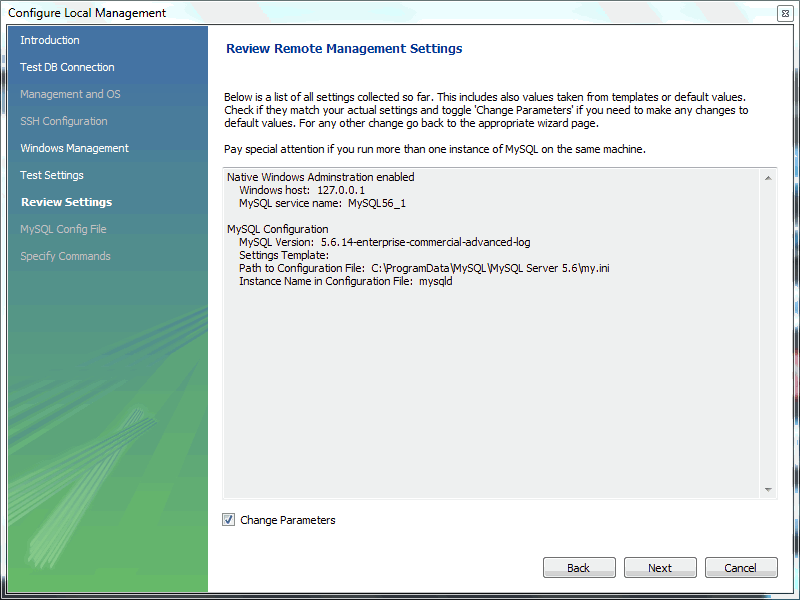 Configure Local Management
Introduction
Test DB Connection
Management and OS
SSH Configuration
Windows Management
Test Settings
Review Settings
MySQL Config File
Specify Commands
Review Remote Management Settings
Below is a list of all settings collected so far. This includes also values taken from templates or default values.
Check if they match your actual settings and toggle 'Change Parameters' if you need to make any changes to
default values. For any other change go back to the appropriate wizard page.
Pay special attention if you run more than one instance of MySQL on the same machine.
Native Windows Adminstration enabled
Windows host: 127.0.0.1
MySQL service name: MySQL56_1
MySQL Configuration
MySQL Version: 5.6.14-enterprise-commercial-advanced-log
Settings Template:
Path to Configuration File: C:\ProgramData\MySQL\MySQL Server 5.6\my.ini
Instance Name in Configuration File: mysqld
Change Parameters
Back
Next
Cancel